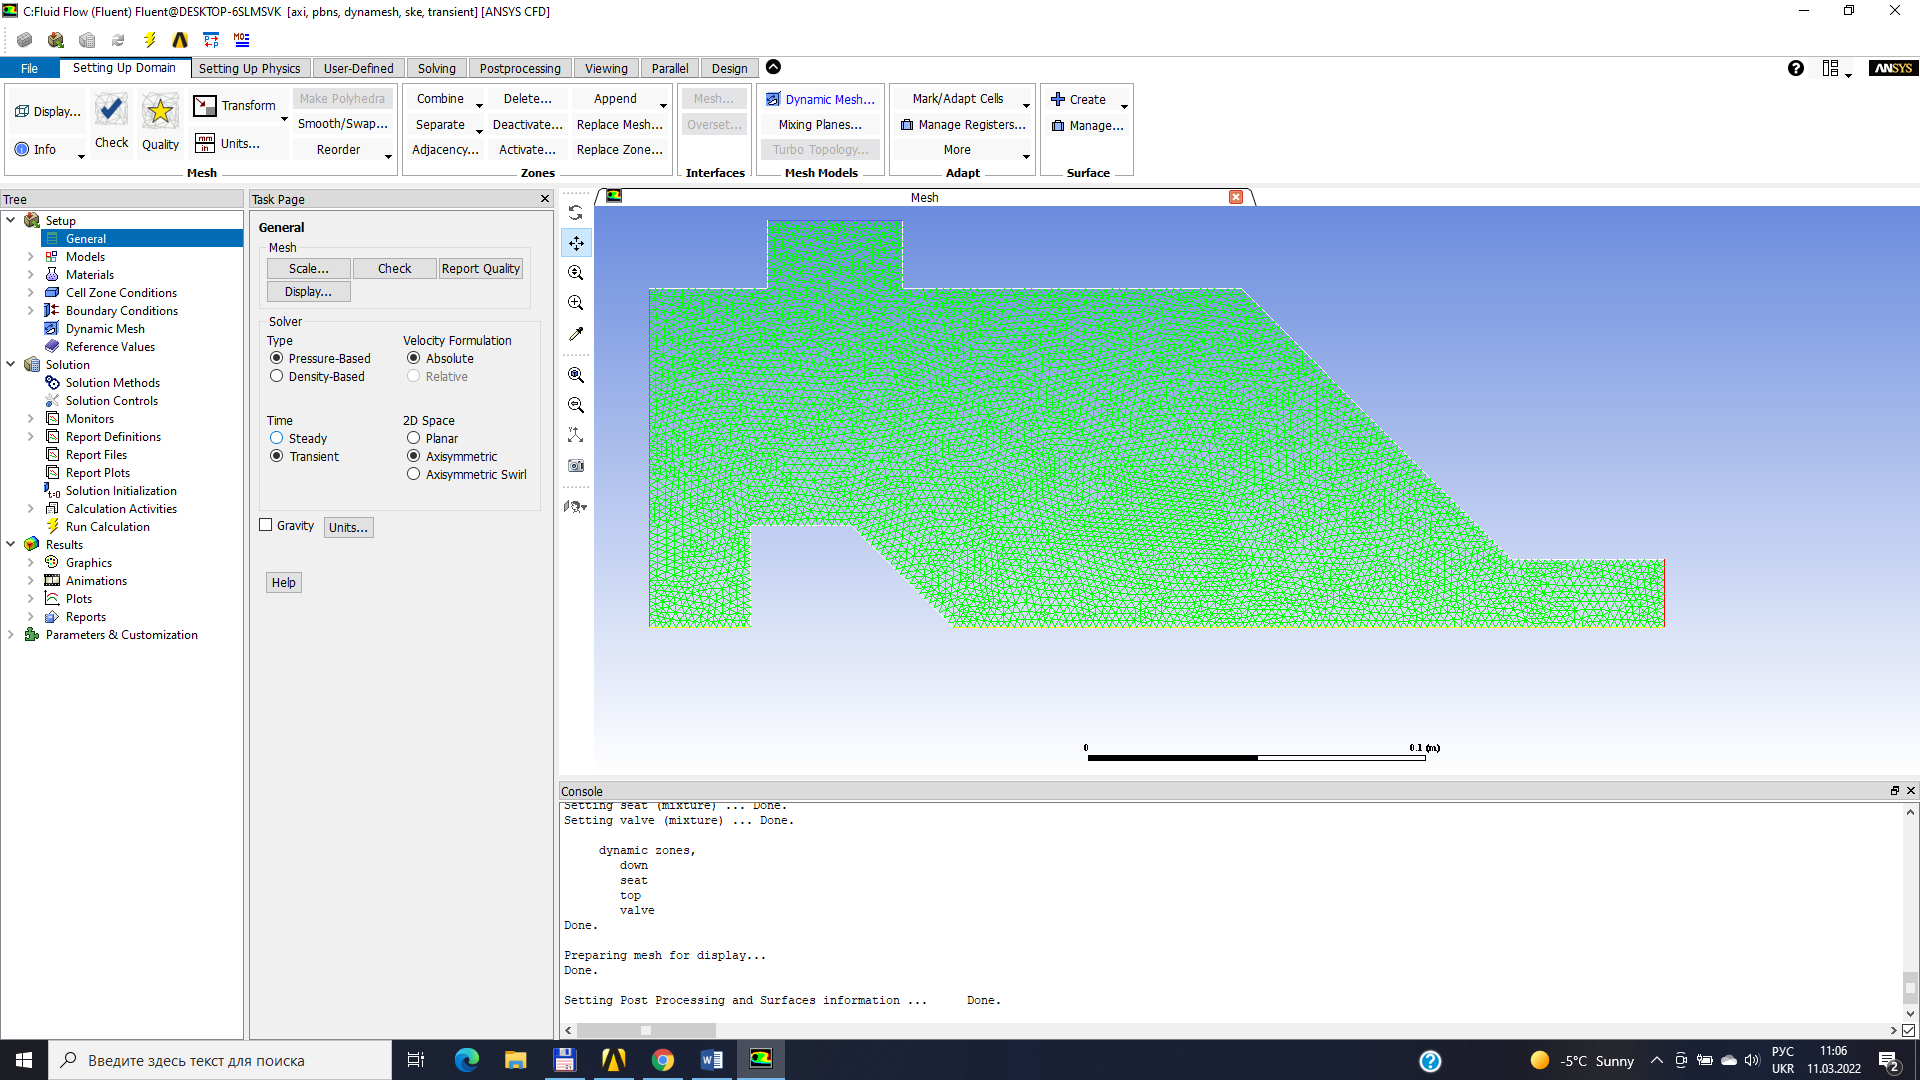 C:Fluid Flow (Fluent) Fluent@DESKTOP-6SLMSVK [axi, pbns, dynamesh, ske, transient] [ANSYS CFD]
File
Setting Up Domain
Setting Up Physics
User-Defined
Solving
Postprocessing
Viewing
Parallel
Design
ANSYS
Display...
Info
Check
Quality
Transform
Units...
Make Polyhedra
Smooth/Swap...
Reorder
Mesh
Combine
Separate
Adjacency...
Delete...
Deactivate...
Activate...
Append
Replace Mesh...
Replace Zone...
Zones
Mesh...
Overset...
Interfaces
Dynamic Mesh...
Mixing Planes...
Turbo Topology...
Mesh Models
Mark/Adapt Cells
Manage Registers...
More
Adapt
Create
Manage...
Surface
Tree
Setup
General
Models
Materials
Cell Zone Conditions
Boundary Conditions
Dynamic Mesh
Reference Values
Solution
Solution Methods
Solution Controls
Monitors
Report Definitions
Report Files
Report Plots
Solution Initialization
Calculation Activities
Run Calculation
Results
Graphics
Animations
Plots
Reports
Parameters & Customization
Task Page
General
Mesh
Scale...
Check
Report Quality
Display...
Solver
Type
Pressure-Based
Density-Based
Velocity Formulation
Absolute
Relative
Time
Steady
Transient
2D Space
Planar
Axisymmetric
Axisymmetric Swirl
Gravity
Units...
Help
Mesh
0
0.1 (m)
Console
Setting seat (mixture) ... Done.
Setting valve (mixture) ... Done.
dynamic zones,
down
seat
top
valve
Done.
Preparing mesh for display...
Done.
Setting Post Processing and Surfaces information ... Done.
Введите здесь текст для поиска
-5°C Sunny
РУС
UKR
11:06
11.03.2022
2